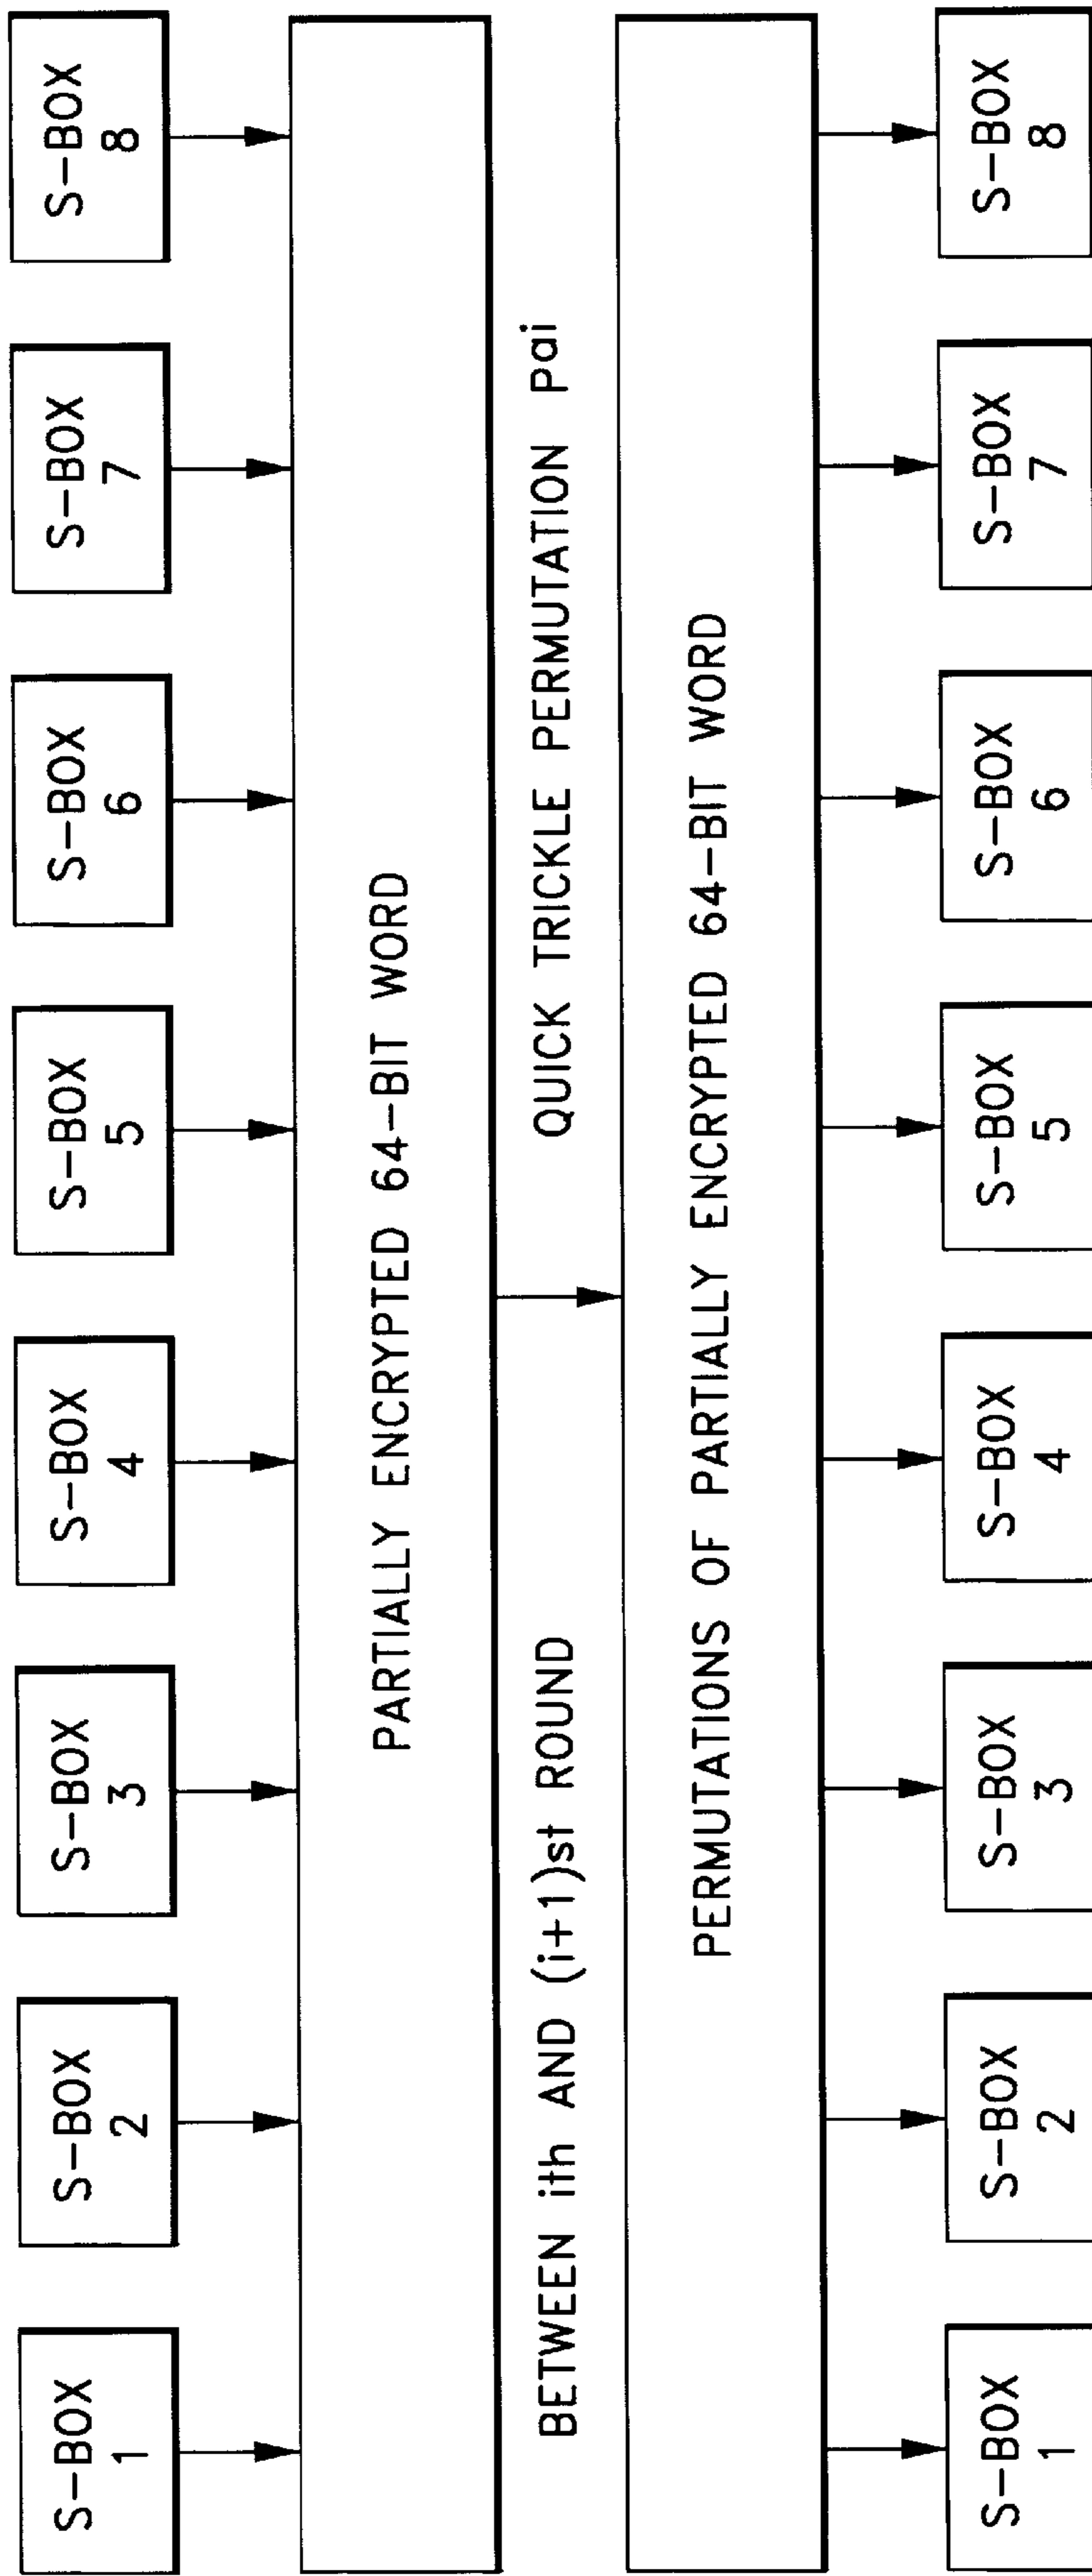 S-BOX
1
S-BOX
2
S-BOX
3
S-BOX
4
S-BOX
5
S-BOX
6
S-BOX
7
S-BOX
8
PARTIALLY ENCRYPTED 64-BIT WORD
BETWEEN ith AND (i+1)st ROUND
QUICK TRICKLE PERMUTATION Pai
PERMUTATIONS OF PARTIALLY ENCRYPTED 64-BIT WORD
S-BOX
1
S-BOX
2
S-BOX
3
S-BOX
4
S-BOX
5
S-BOX
6
S-BOX
7
S-BOX
8